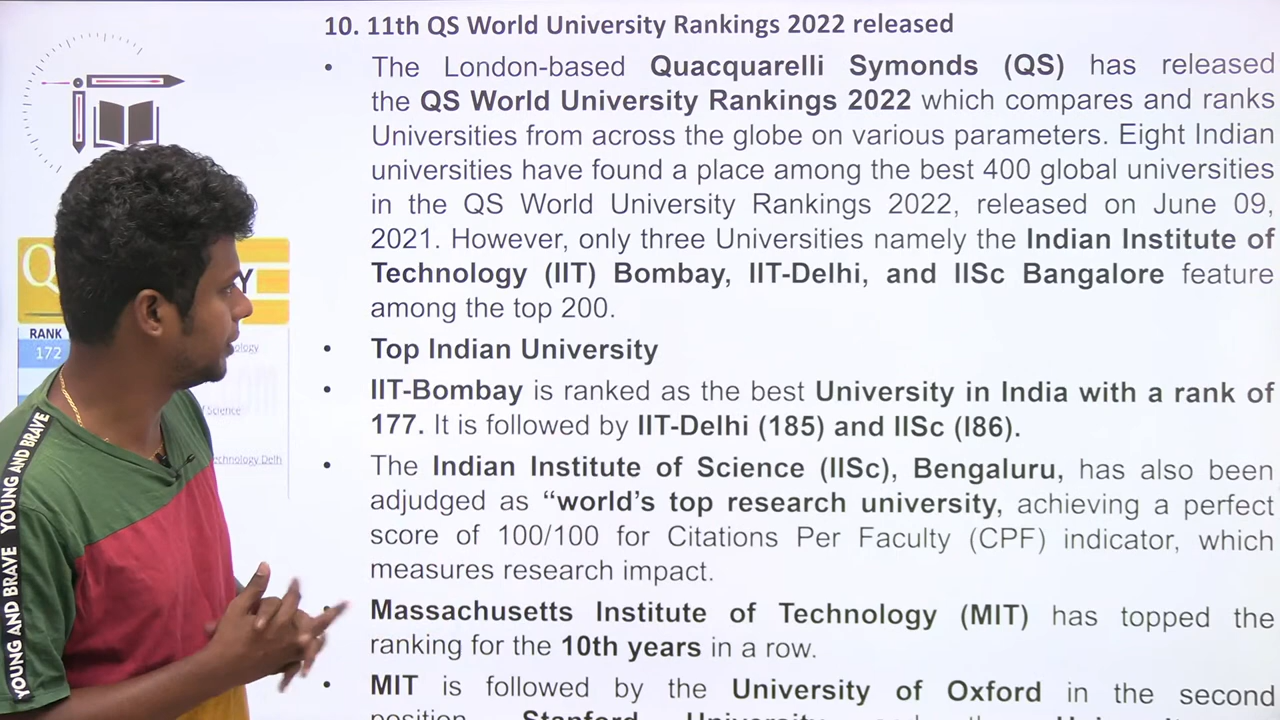 10. 11th QS World University Rankings 2022 released
• The London-based Quacquarelli Symonds (QS) has released
the QS World University Rankings 2022 which compares and ranks
Universities from across the globe on various parameters. Eight Indian
universities have found a place among the best 400 global universities
in the QS World University Rankings 2022, released on June 09,
2021. However, only three Universities namely the Indian Institute of
Technology (IIT) Bombay, IIT-Delhi, and IISc Bangalore feature
among the top 200.
• Top Indian University
• IIT-Bombay is ranked as the best University in India with a rank of
177. It is followed by IIT-Delhi (185) and IISc (I86).
• The Indian Institute of Science (IISc), Bengaluru, has also been
adjudged as “world’s top research university, achieving a perfect
score of 100/100 for Citations Per Faculty (CPF) indicator, which
measures research impact.
• Massachusetts Institute of Technology (MIT) has topped the
ranking for the 10th years in a row.
• MIT is followed by the University of Oxford in the second
position, Stanford University and the
RANK
172
Science
YOUNG AND BRAVE YOUNG AND BRAVE